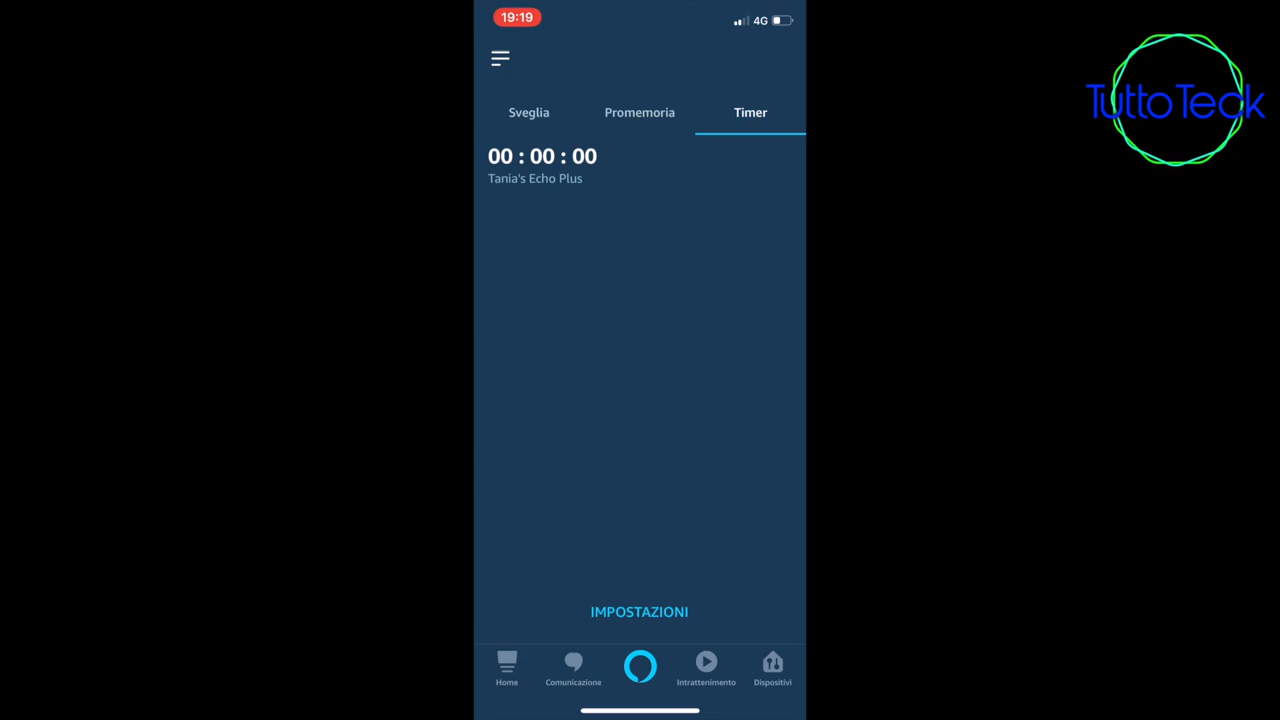 19:19
4G
Sveglia Promemoria Timer
00 : 00 : 00
Tania's Echo Plus
IMPOSTAZIONI
Home Comunicazione Intrattenimento Dispositivi
TuttoTeck